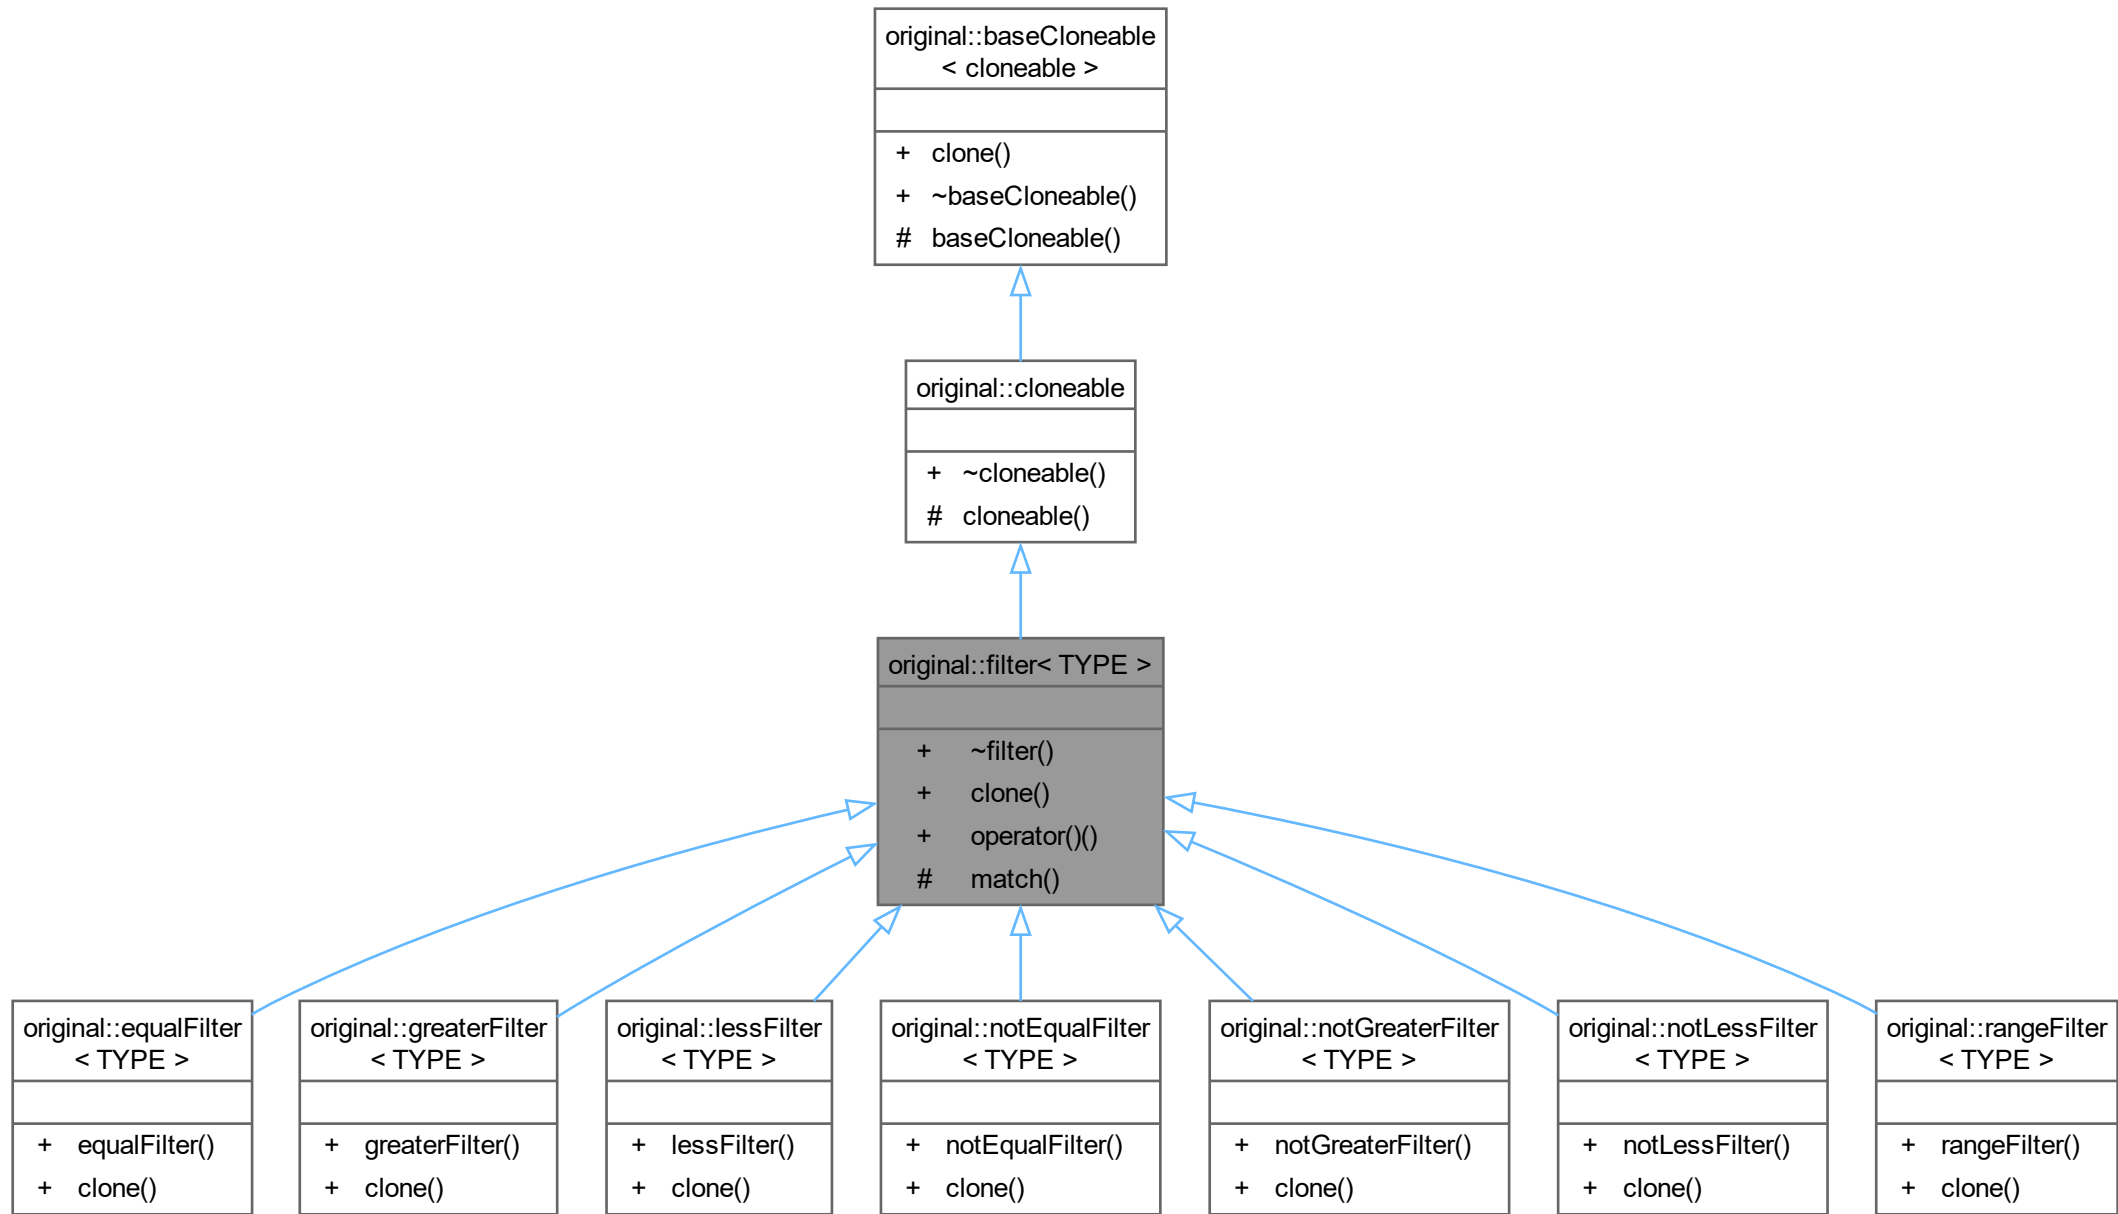 original::baseCloneable
< cloneable >
+ clone()
+ ~baseCloneable()
# baseCloneable()
original::cloneable
+ ~cloneable()
# cloneable()
original::filter< TYPE >
+ ~filter()
+ clone()
+ operator()()
# match()
original::equalFilter
< TYPE >
+ equalFilter()
+ clone()
original::greaterFilter
< TYPE >
+ greaterFilter()
+ clone()
original::lessFilter
< TYPE >
+ lessFilter()
+ clone()
original::notEqualFilter
< TYPE >
+ notEqualFilter()
+ clone()
original::notGreaterFilter
< TYPE >
+ notGreaterFilter()
+ clone()
original::notLessFilter
< TYPE >
+ notLessFilter()
+ clone()
original::rangeFilter
< TYPE >
+ rangeFilter()
+ clone()